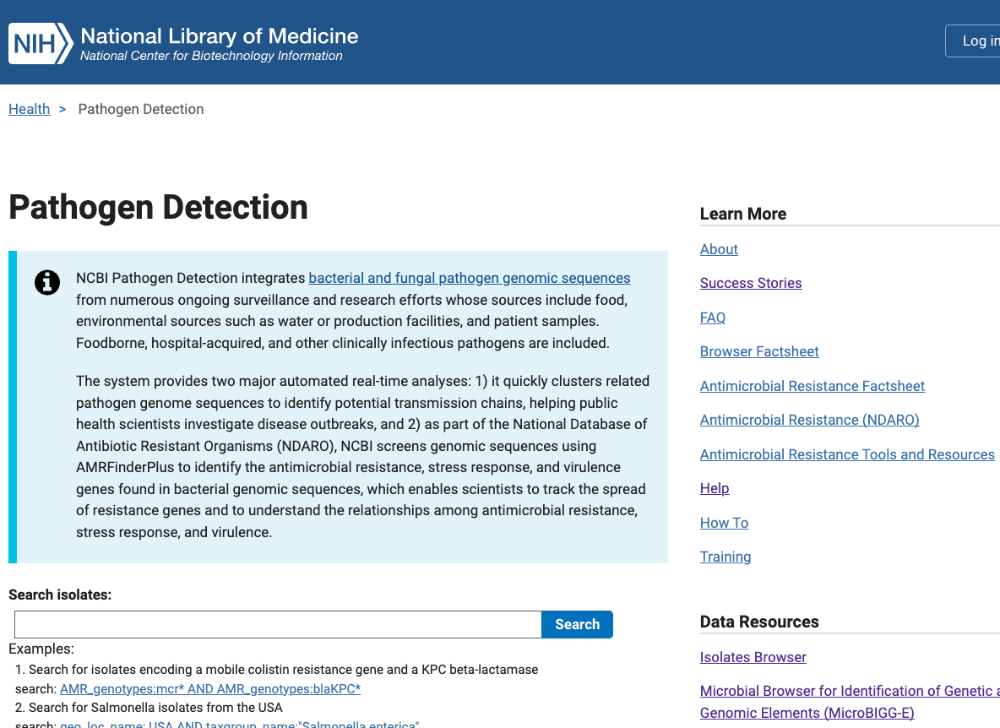 NIH
National Library of Medicine
National Center for Biotechnology Information
Log in
Health > Pathogen Detection
Pathogen Detection
NCBI Pathogen Detection integrates bacterial and fungal pathogen genomic sequences
from numerous ongoing surveillance and research efforts whose sources include food,
environmental sources such as water or production facilities, and patient samples.
Foodborne, hospital-acquired, and other clinically infectious pathogens are included.
The system provides two major automated real-time analyses: 1) it quickly clusters related
pathogen genome sequences to identify potential transmission chains, helping public
health scientists investigate disease outbreaks, and 2) as part of the National Database of
Antibiotic Resistant Organisms (NDARO), NCBI screens genomic sequences using
AMRFinderPlus to identify the antimicrobial resistance, stress response, and virulence
genes found in bacterial genomic sequences, which enables scientists to track the spread
of resistance genes and to understand the relationships among antimicrobial resistance,
stress response, and virulence.
Search isolates:
Search
Examples:
1. Search for isolates encoding a mobile colistin resistance gene and a KPC beta-lactamase
search: AMR_genotypes:mcr* AND AMR_genotypes:blaKPC*
2. Search for Salmonella isolates from the USA
search: geo_loc_name: USA AND taxgroup_name:"Salmonella enterica"
Learn More
About
Success Stories
FAQ
Browser Factsheet
Antimicrobial Resistance Factsheet
Antimicrobial Resistance (NDARO)
Antimicrobial Resistance Tools and Resources
Help
How To
Training
Data Resources
Isolates Browser
Microbial Browser for Identification of Genetic a
Genomic Elements (MicroBIGG-E)